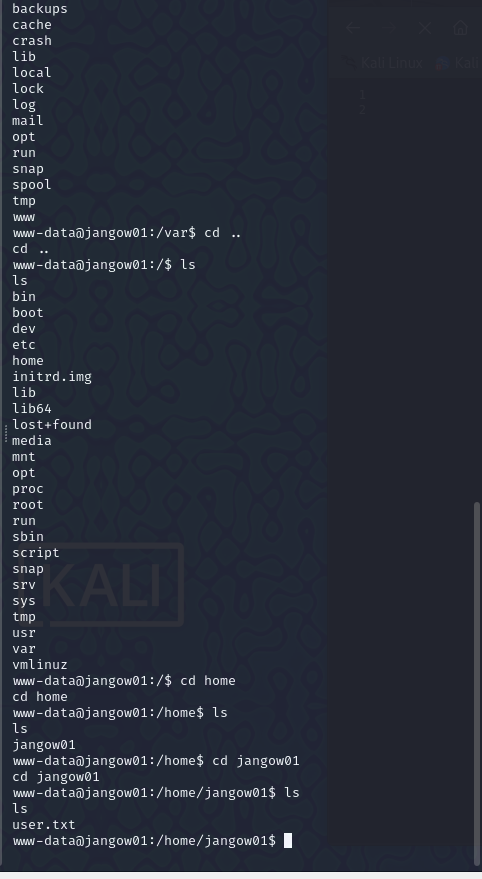 backups
cache
crash
lib
local
lock
log
mail
opt
run
snap
spool
tmp
www
www-data@jangow01:/var$ cd ..
cd ..
www-data@jangow01:/$ ls
ls
bin
boot
dev
etc
home
initrd.img
lib
lib64
lost+found
media
mnt
opt
proc
root
run
sbin
script
snap
srv
sys
tmp
usr
var
vmlinuz
www-data@jangow01:/$ cd home
cd home
www-data@jangow01:/home$ ls
ls
jangow01
www-data@jangow01:/home$ cd jangow01
cd jangow01
www-data@jangow01:/home/jangow01$ ls
ls
user.txt
www-data@jangow01:/home/jangow01$
KALI
Kali Linux
Kali
1
2